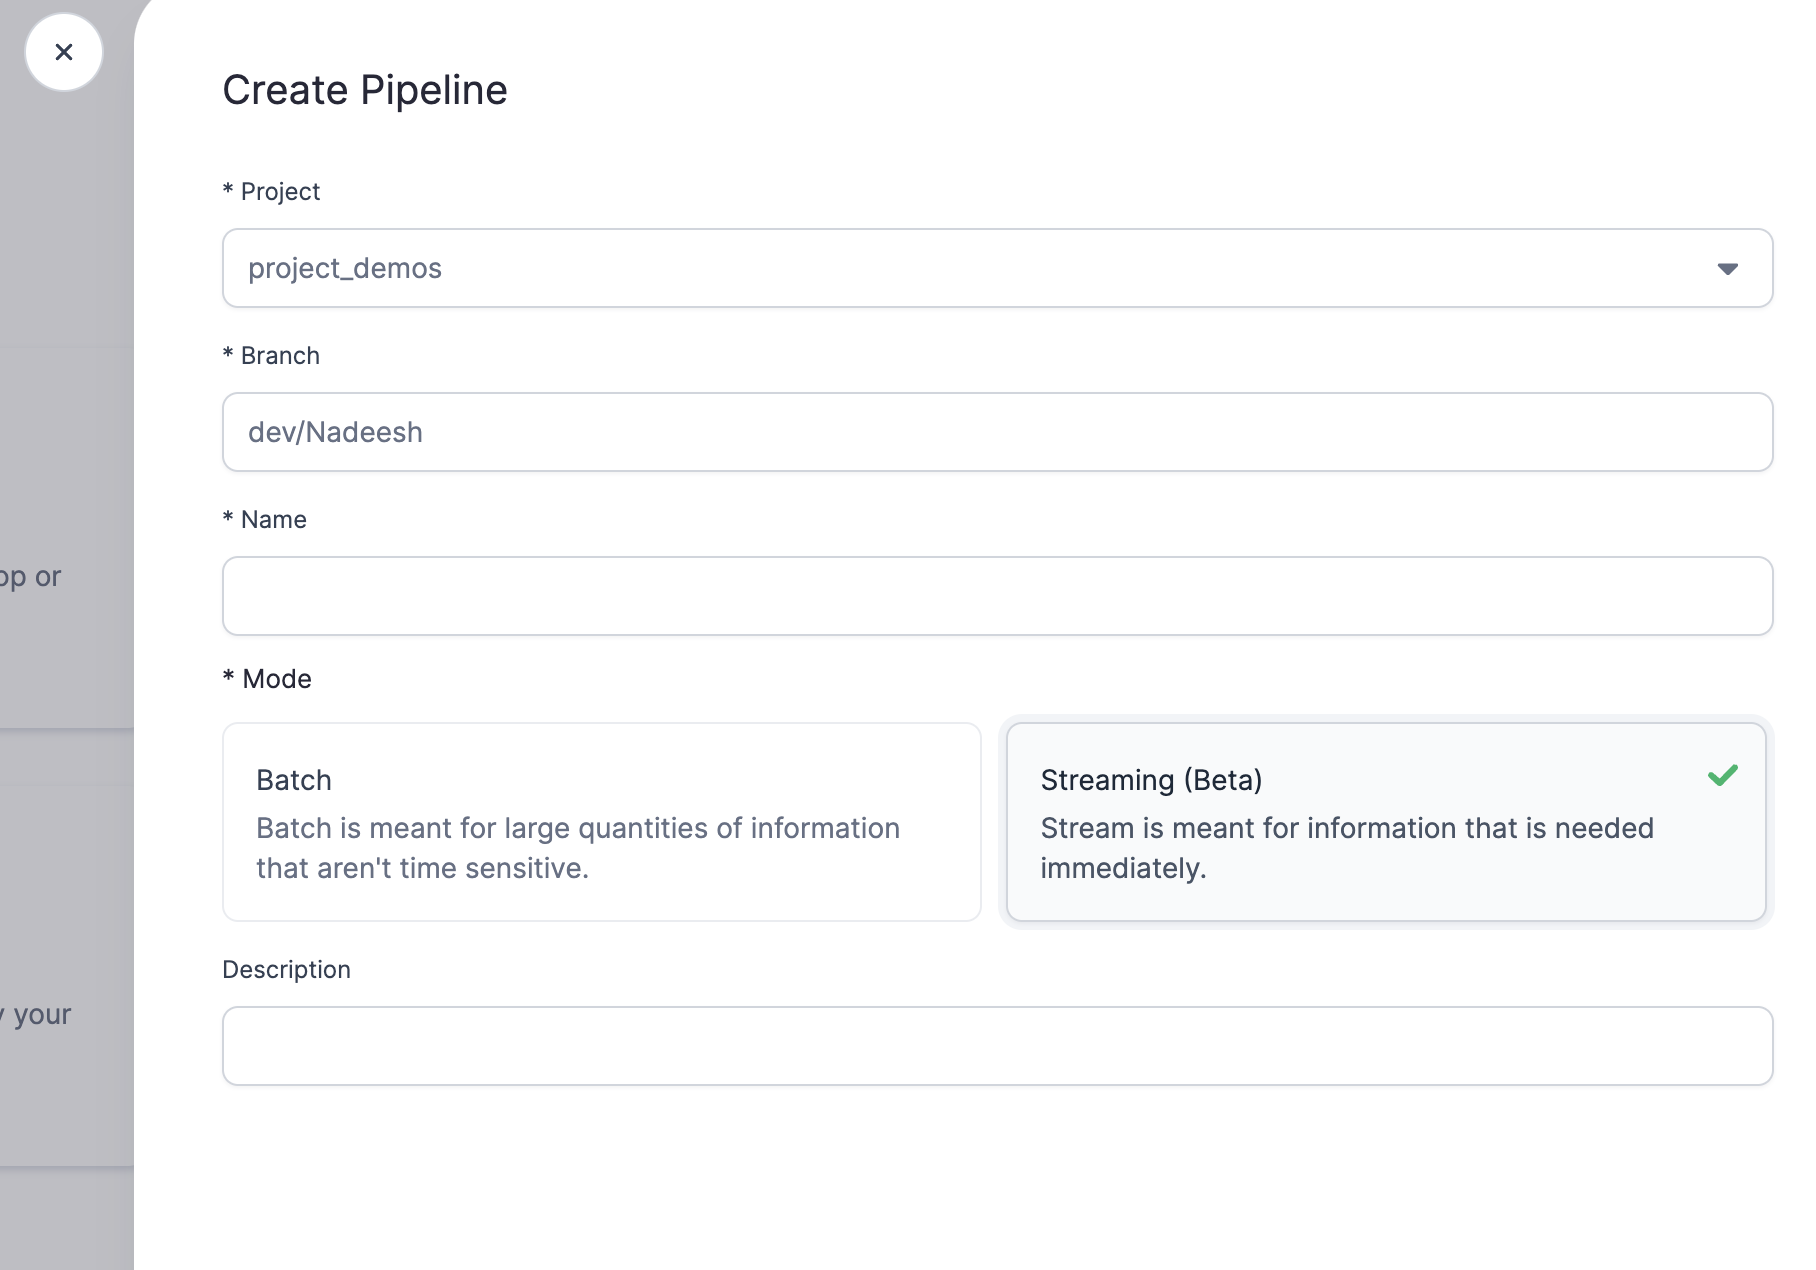 Create Pipeline
* Project
project_demos
* Branch
dev/Nadeesh
* Name
or
* Mode
Batch
Batch is meant for large quantities of information
that aren't time sensitive.
Streaming (Beta)
Stream is meant for information that is needed
immediately.
Description
your